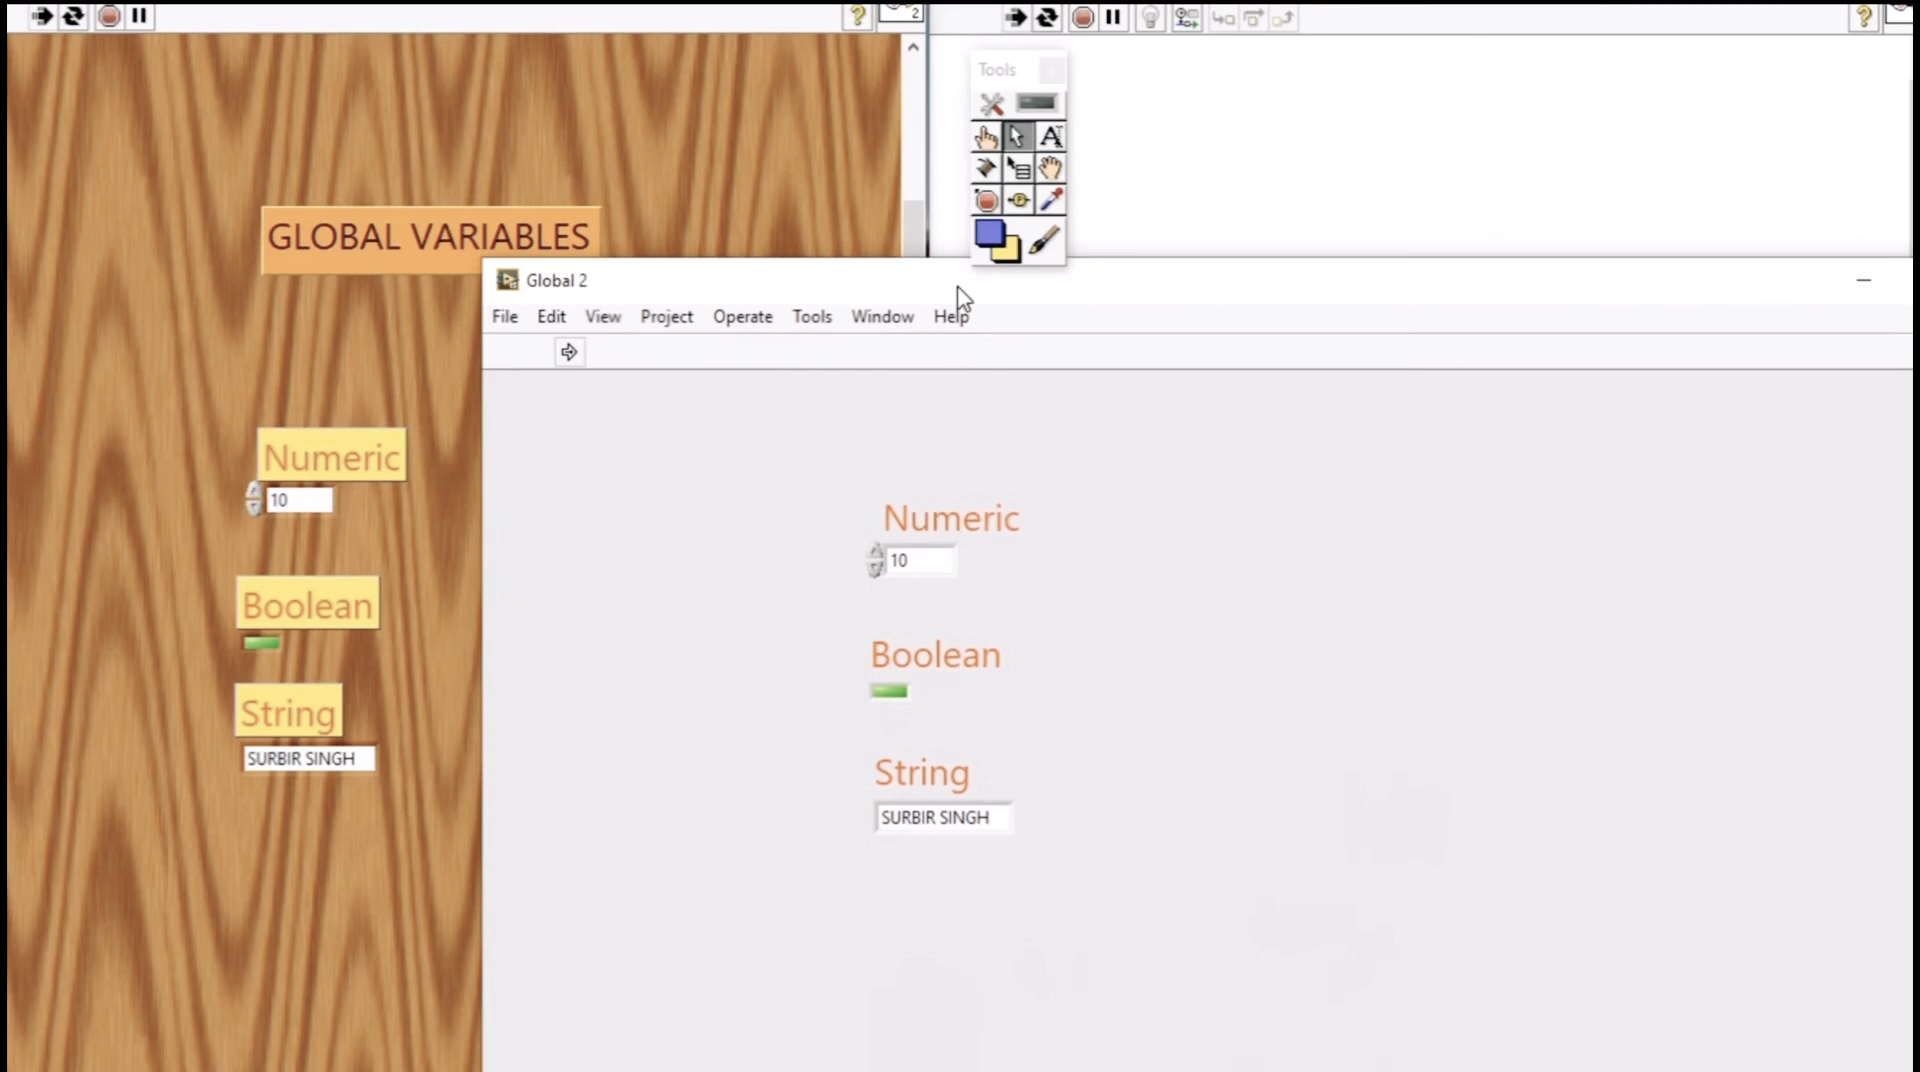 2
Tools
GLOBAL VARIABLES
Global 2
File Edit View Project Operate Tools Window Help
Numeric
10
Boolean
String
SURBIR SINGH
Numeric
10
Boolean
String
SURBIR SINGH